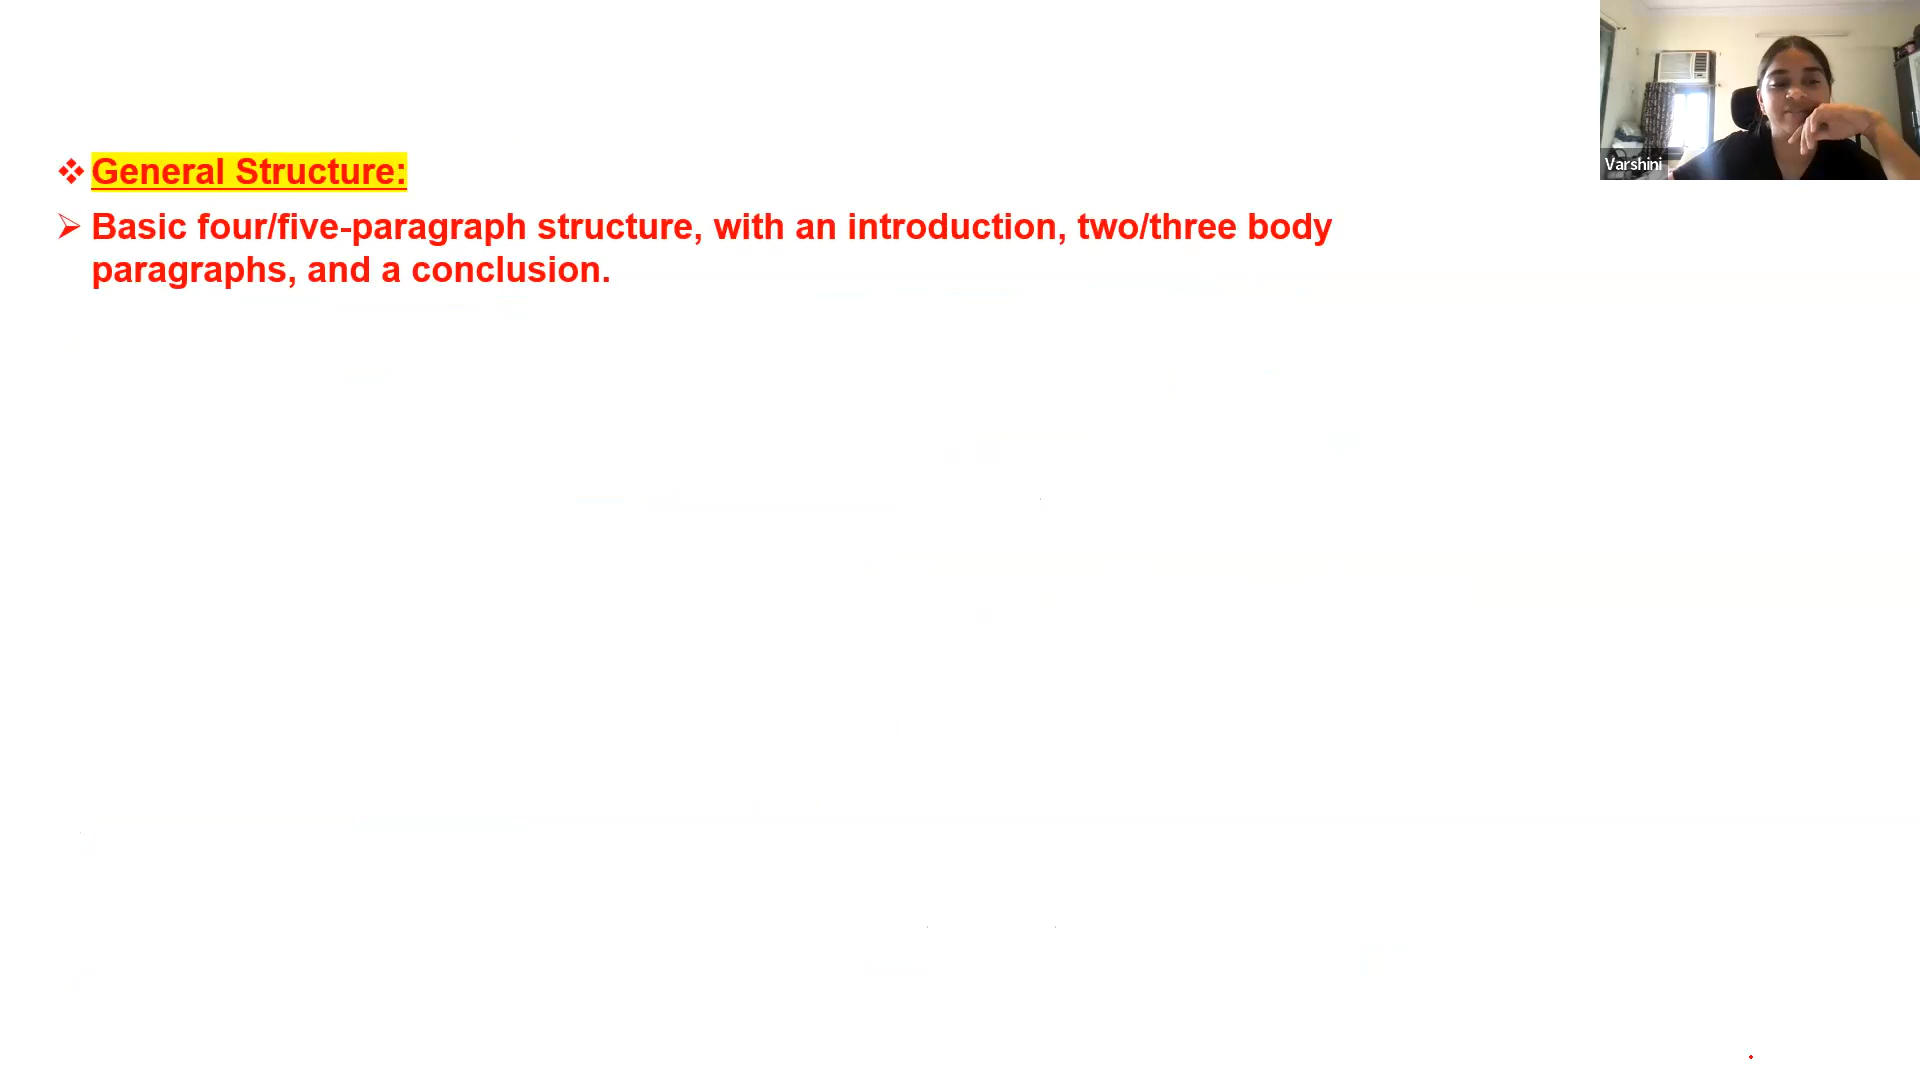 ❖ General Structure:
➢ Basic four/five-paragraph structure, with an introduction, two/three body
paragraphs, and a conclusion.
Varshini